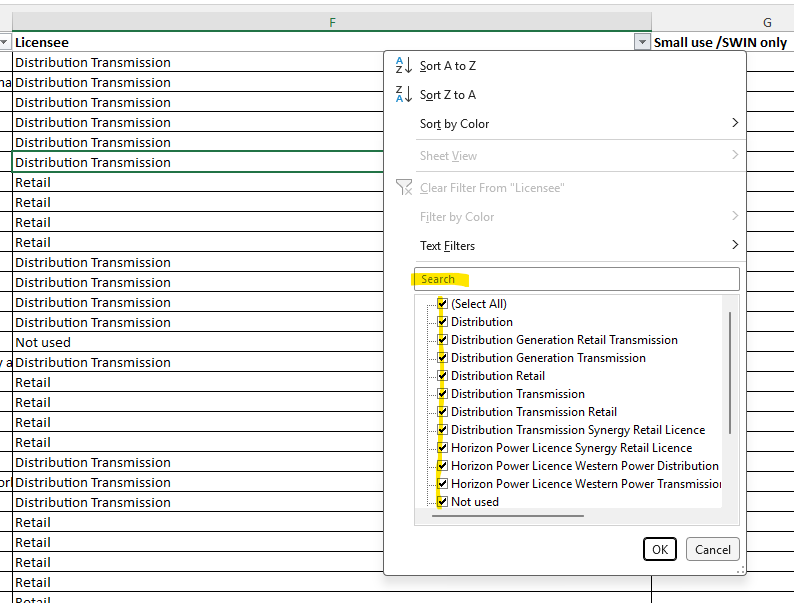 F
G
Licensee
Small use /SWIN only
Distribution Transmission
Distribution Transmission
Distribution Transmission
Distribution Transmission
Distribution Transmission
Distribution Transmission
Retail
Retail
Retail
Retail
Distribution Transmission
Distribution Transmission
Distribution Transmission
Distribution Transmission
Not used
Distribution Transmission
Retail
Retail
Retail
Retail
Distribution Transmission
Distribution Transmission
Distribution Transmission
Retail
Retail
Retail
Retail
Retail
Sort A to Z
Sort Z to A
Sort by Color
Sheet View
Clear Filter From "Licensee"
Filter by Color
Text Filters
Search
(Select All)
Distribution
Distribution Generation Retail Transmission
Distribution Generation Transmission
Distribution Retail
Distribution Transmission
Distribution Transmission Retail
Distribution Transmission Synergy Retail Licence
Horizon Power Licence Synergy Retail Licence
Horizon Power Licence Western Power Distribution
Horizon Power Licence Western Power Transmission
Not used
OK
Cancel